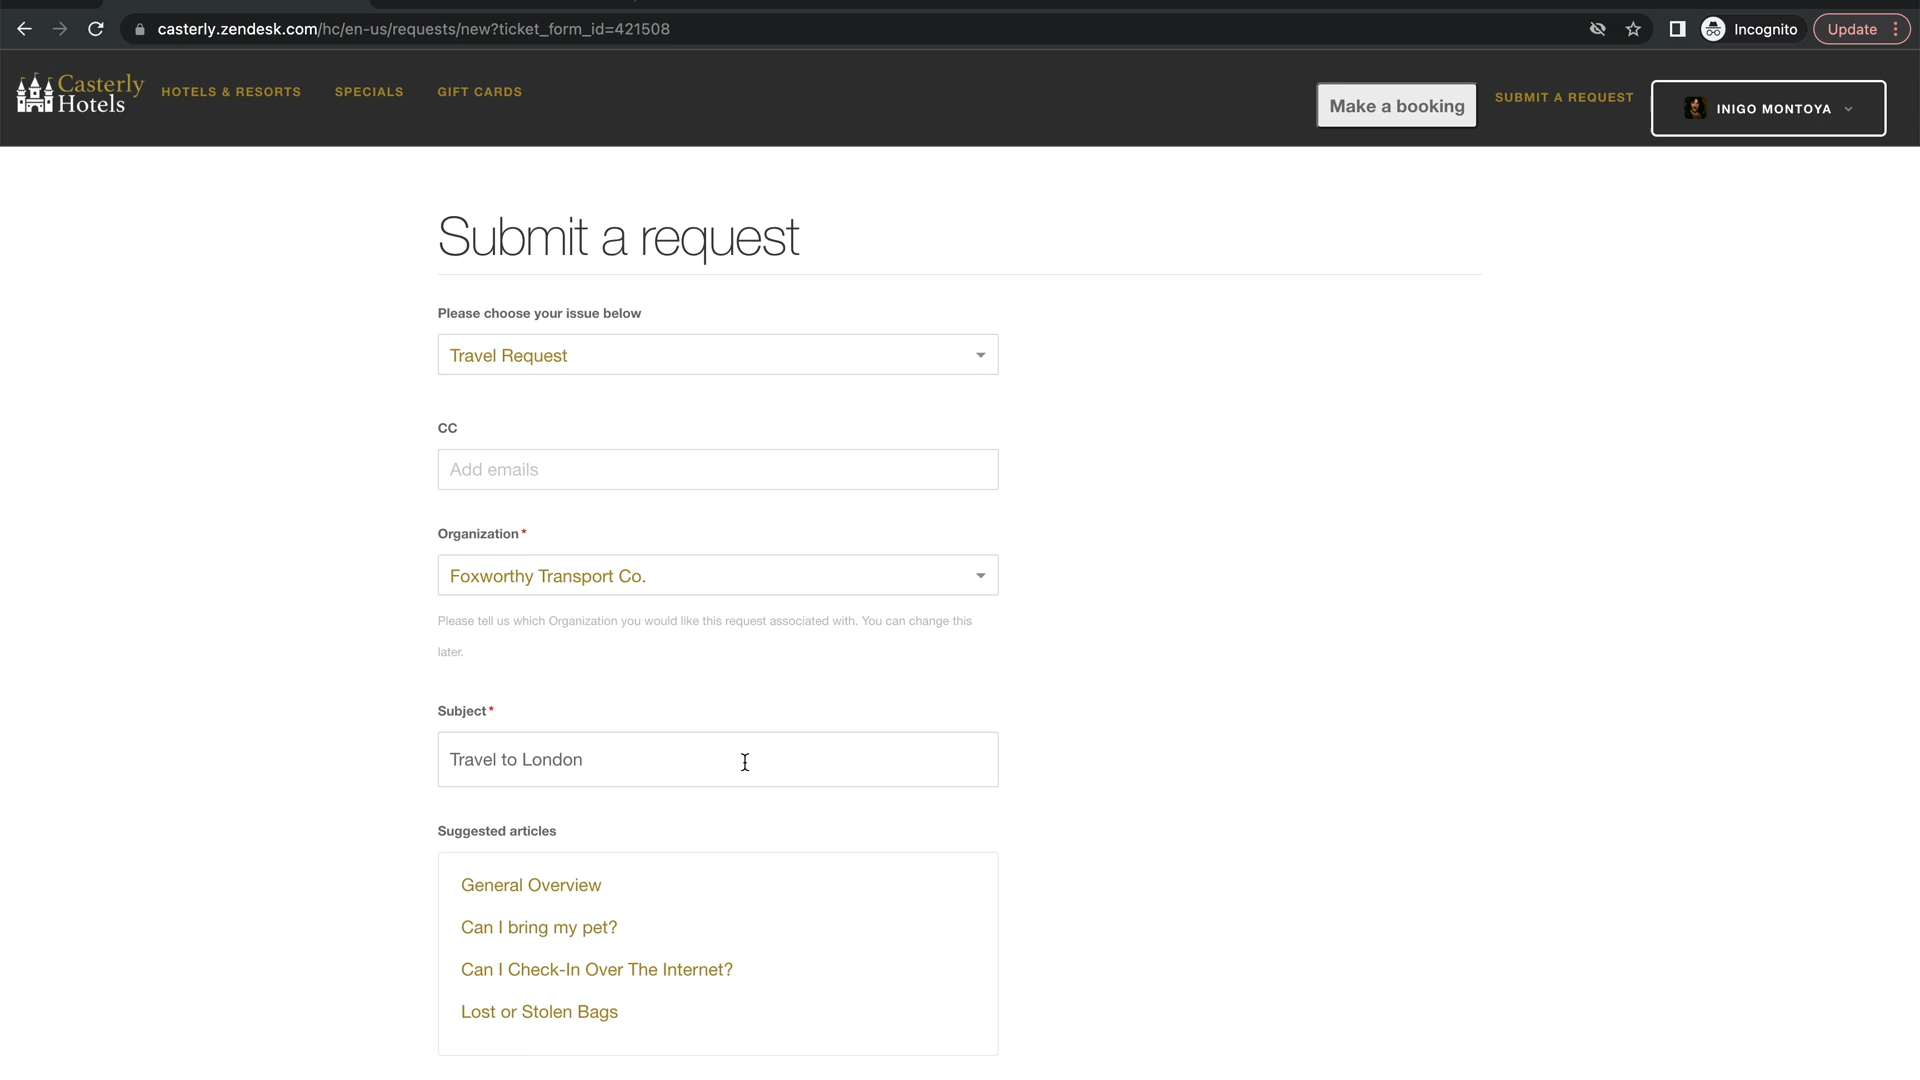 casterly.zendesk.com/hc/en-us/requests/new?ticket_form_id=421508
Incognito
Update
Casterly
Hotels
HOTELS & RESORTS
SPECIALS
GIFT CARDS
Make a booking
SUBMIT A REQUEST
INIGO MONTOYA
Submit a request
Please choose your issue below
Travel Request
CC
Add emails
Organization*
Foxworthy Transport Co.
Please tell us which Organization you would like this request associated with. You can change this
later.
Subject*
Travel to London
Suggested articles
General Overview
Can I bring my pet?
Can I Check-In Over The Internet?
Lost or Stolen Bags